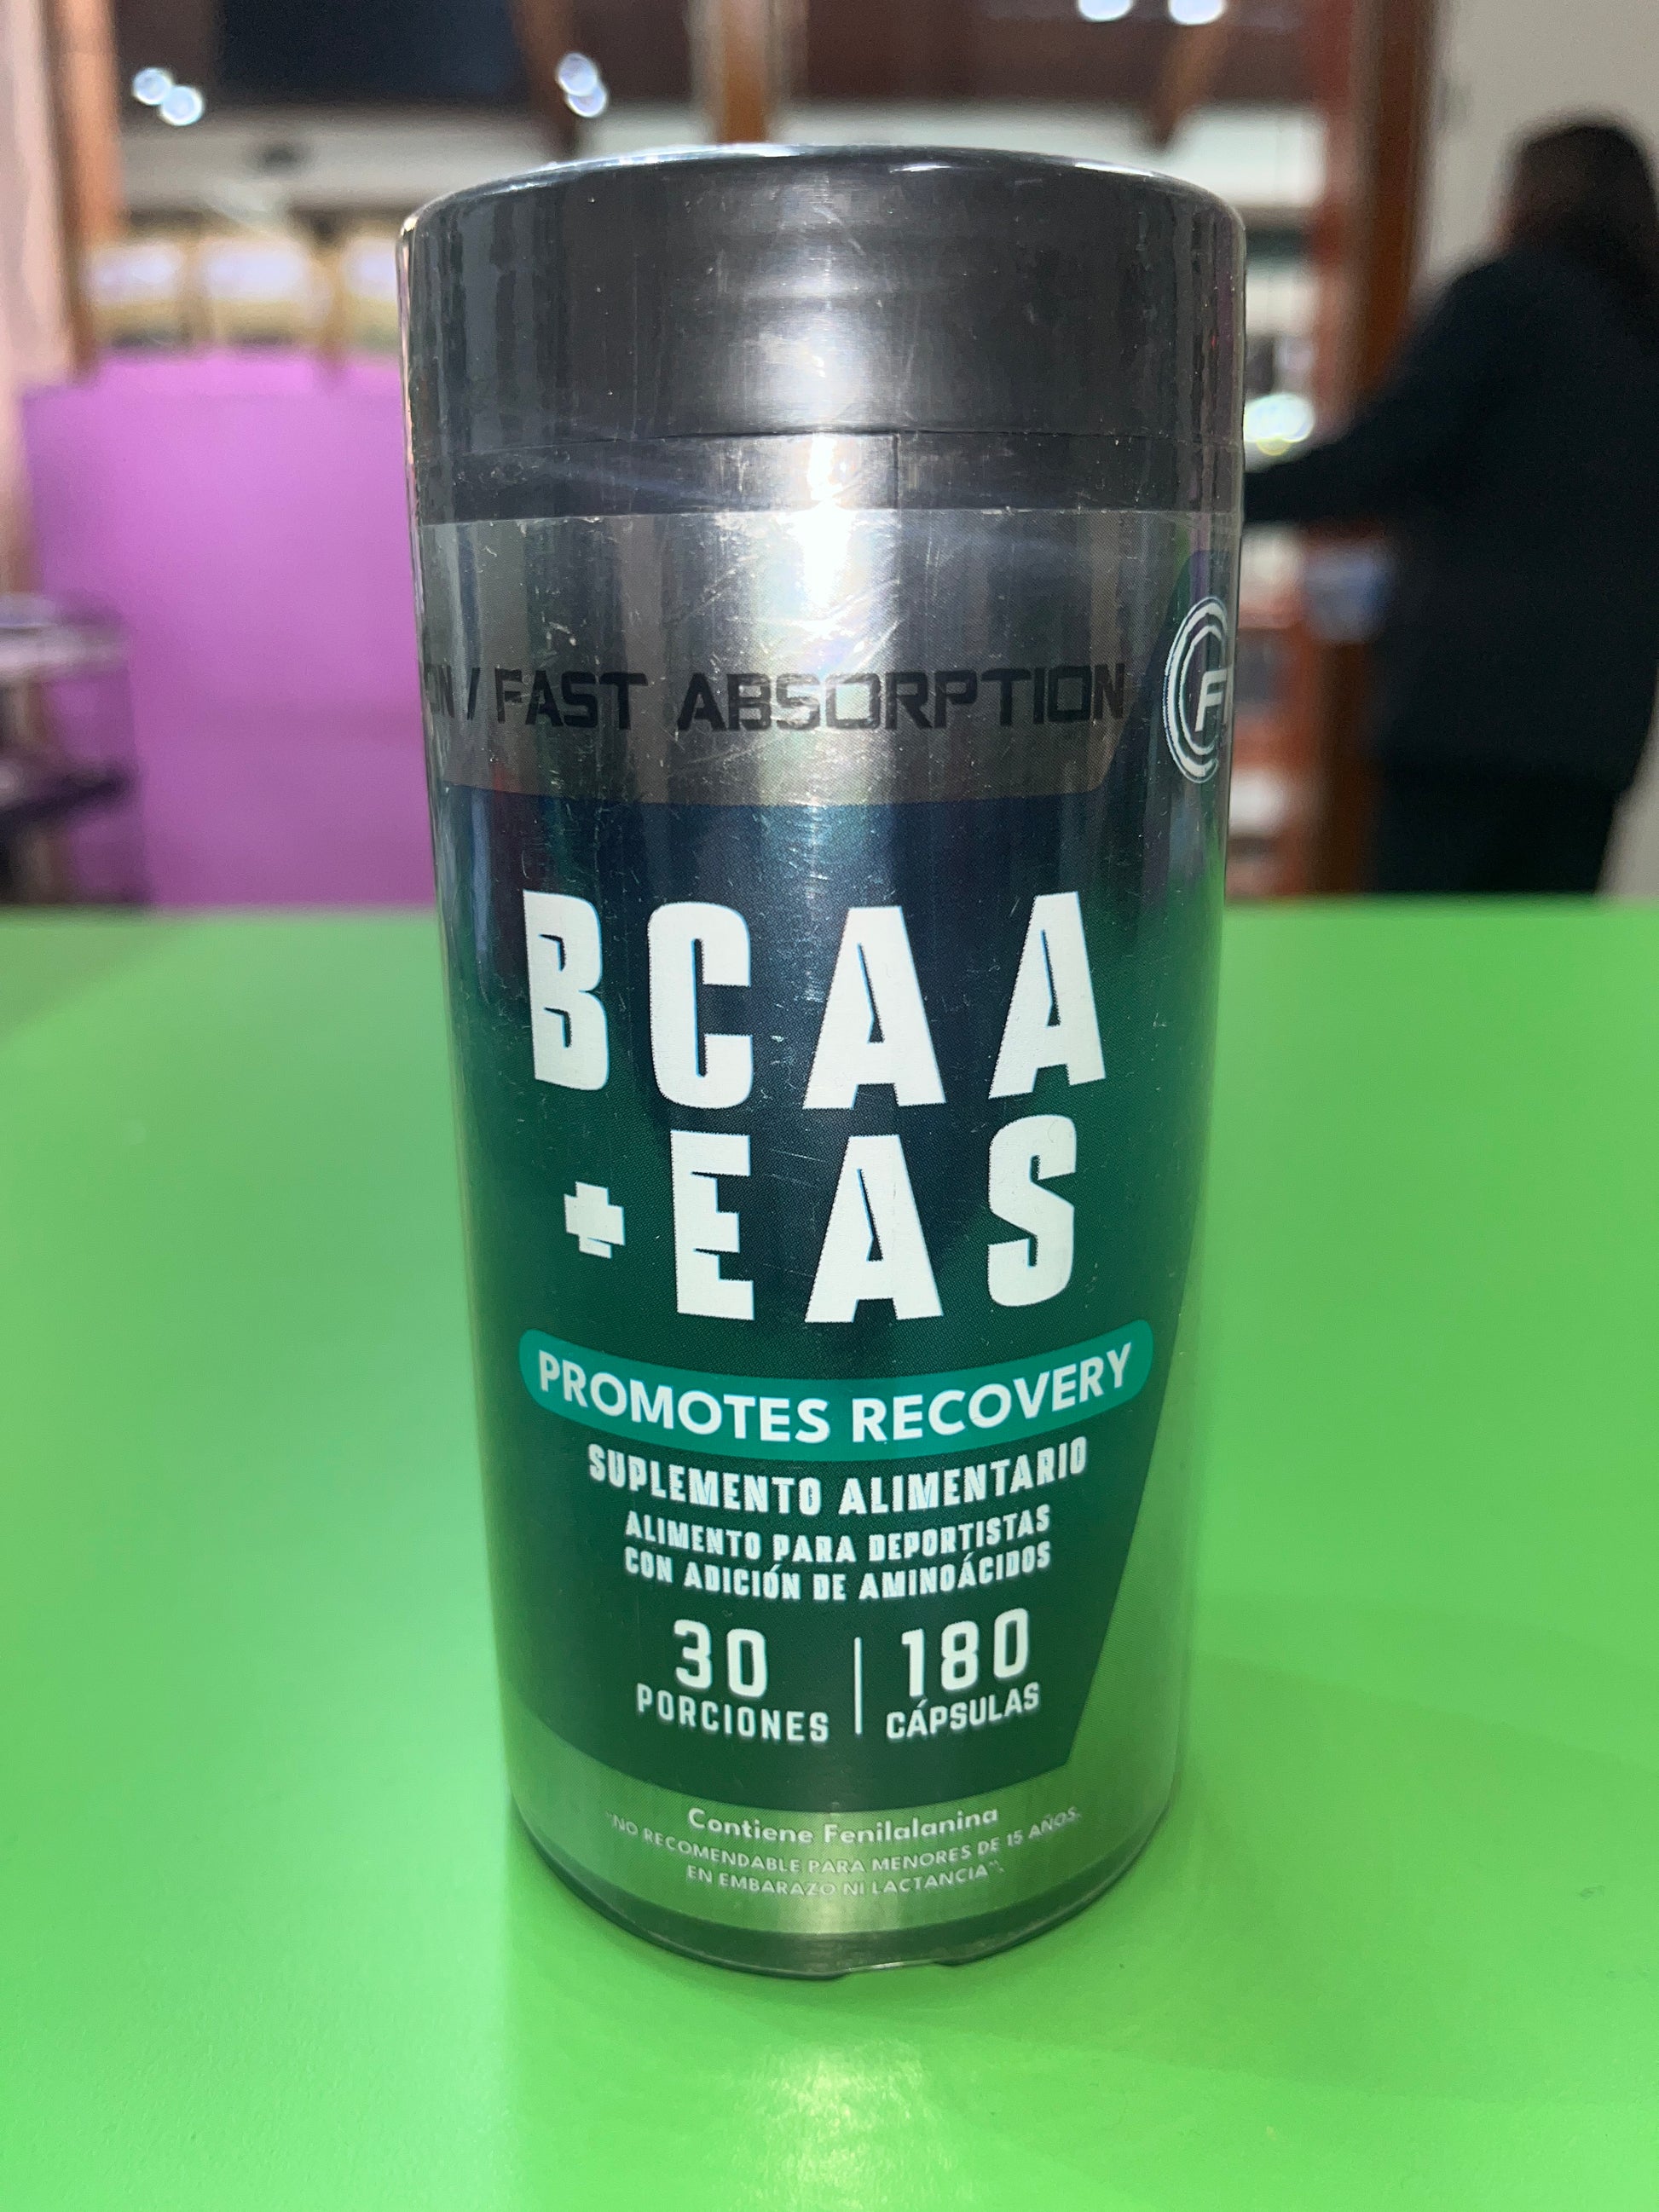 / FAST ABSORPTION
BCAA
+EAS
PROMOTES RECOVERY
SUPLEMENTO ALIMENTARIO
ALIMENTO PARA DEPORTISTAS
CON ADICIÓN DE AMINOÁCIDOS
30
PORCIONES
180
CÁPSULAS
Contiene Fenilalanina
"NO RECOMENDABLE PARA MENORES DE 15 AÑOS.
EN EMBARAZO NI LACTANCIA".